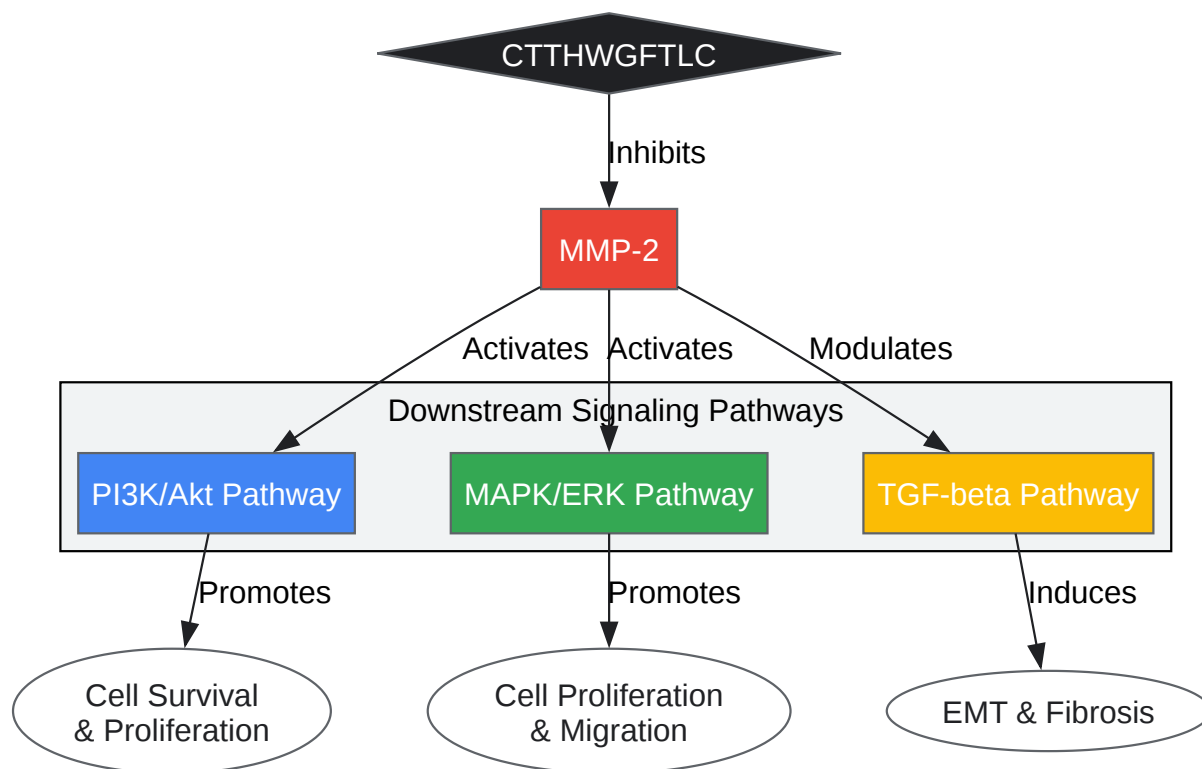 CTTHWGFTLC
Inhibits
MMP-2
Activates
Activates
Modulates
Downstream Signaling Pathways
PI3K/Akt Pathway
MAPK/ERK Pathway
TGF-beta Pathway
Promotes
Promotes
Induces
Cell Survival
& Proliferation
Cell Proliferation
& Migration
EMT & Fibrosis